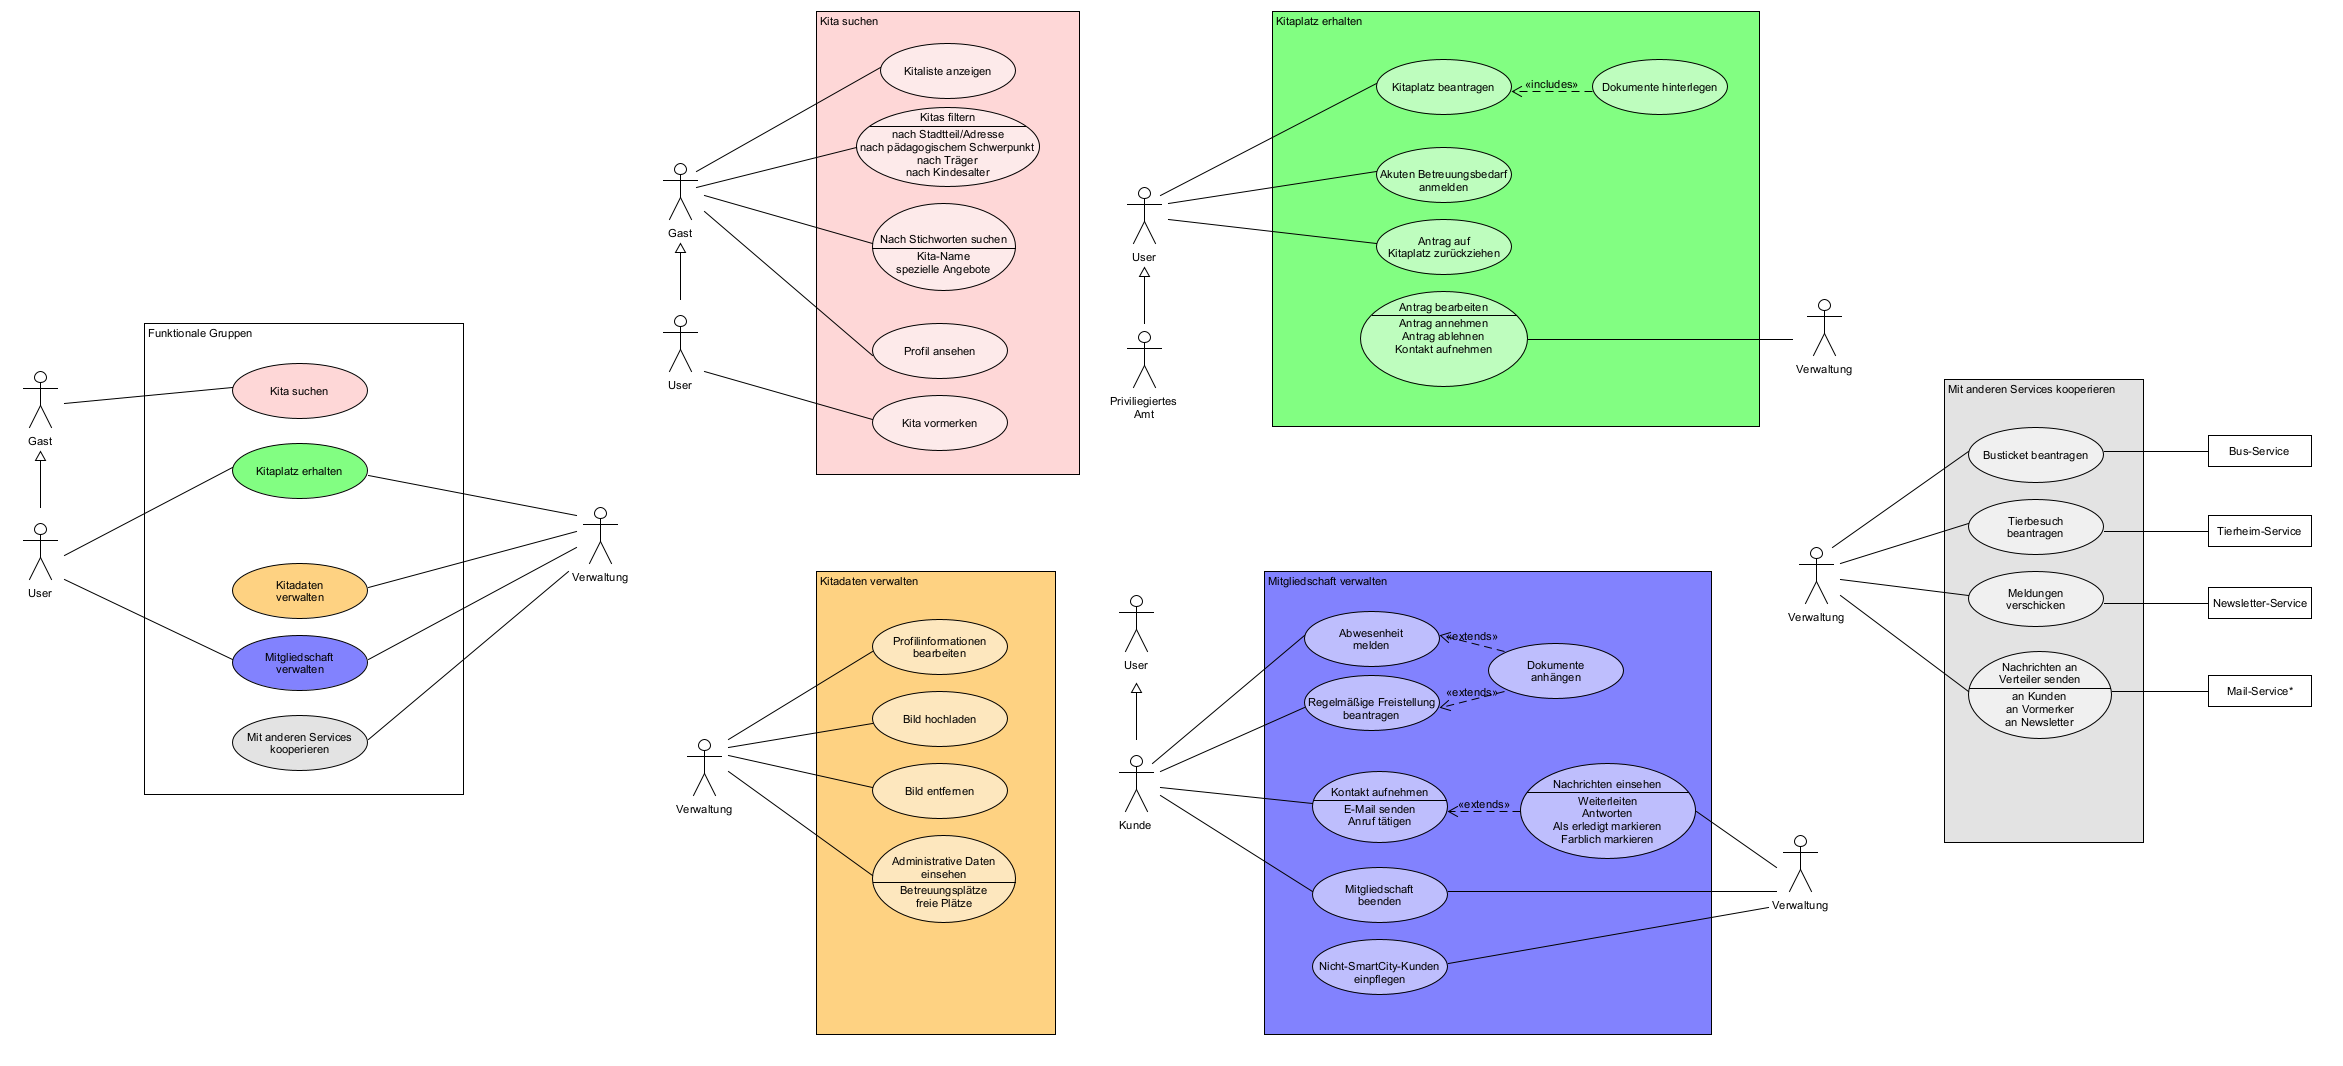 Funktionale Gruppen
Kita suchen
Kitaplatz erhalten
Kitadaten
verwalten
Mitgliedschaft
verwalten
Mit anderen Services
kooperieren
Gast
User
Verwaltung
Kita suchen
Kitaliste anzeigen
Kitas filtern
nach Stadtteil/Adresse
nach pädagogischem Schwerpunkt
nach Träger
nach Kindesalter
Nach Stichworten suchen
Kita-Name
spezielle Angebote
Profil ansehen
Kita vormerken
Gast
User
Kitaplatz erhalten
Kitaplatz beantragen
«includes»
Dokumente hinterlegen
Akuten Betreuungsbedarf
anmelden
Antrag auf
Kitaplatz zurückziehen
Antrag bearbeiten
Antrag annehmen
Antrag ablehnen
Kontakt aufnehmen
User
Priviliegiertes
Amt
Verwaltung
Kitadaten verwalten
Profilinformationen
bearbeiten
Bild hochladen
Bild entfernen
Administrative Daten
einsehen
Betreuungsplätze
freie Plätze
Verwaltung
Mitgliedschaft verwalten
Abwesenheit
melden
«extends»
Dokumente
anhängen
Regelmäßige Freistellung
beantragen
«extends»
Kontakt aufnehmen
E-Mail senden
Anruf tätigen
«extends»
Nachrichten einsehen
Weiterleiten
Antworten
Als erledigt markieren
Farblich markieren
Mitgliedschaft
beenden
Nicht-SmartCity-Kunden
einpflegen
User
Kunde
Verwaltung
Mit anderen Services kooperieren
Busticket beantragen
Tierbesuch
beantragen
Meldungen
verschicken
Nachrichten an
Verteiler senden
an Kunden
an Vormerker
an Newsletter
Verwaltung
Bus-Service
Tierheim-Service
Newsletter-Service
Mail-Service*